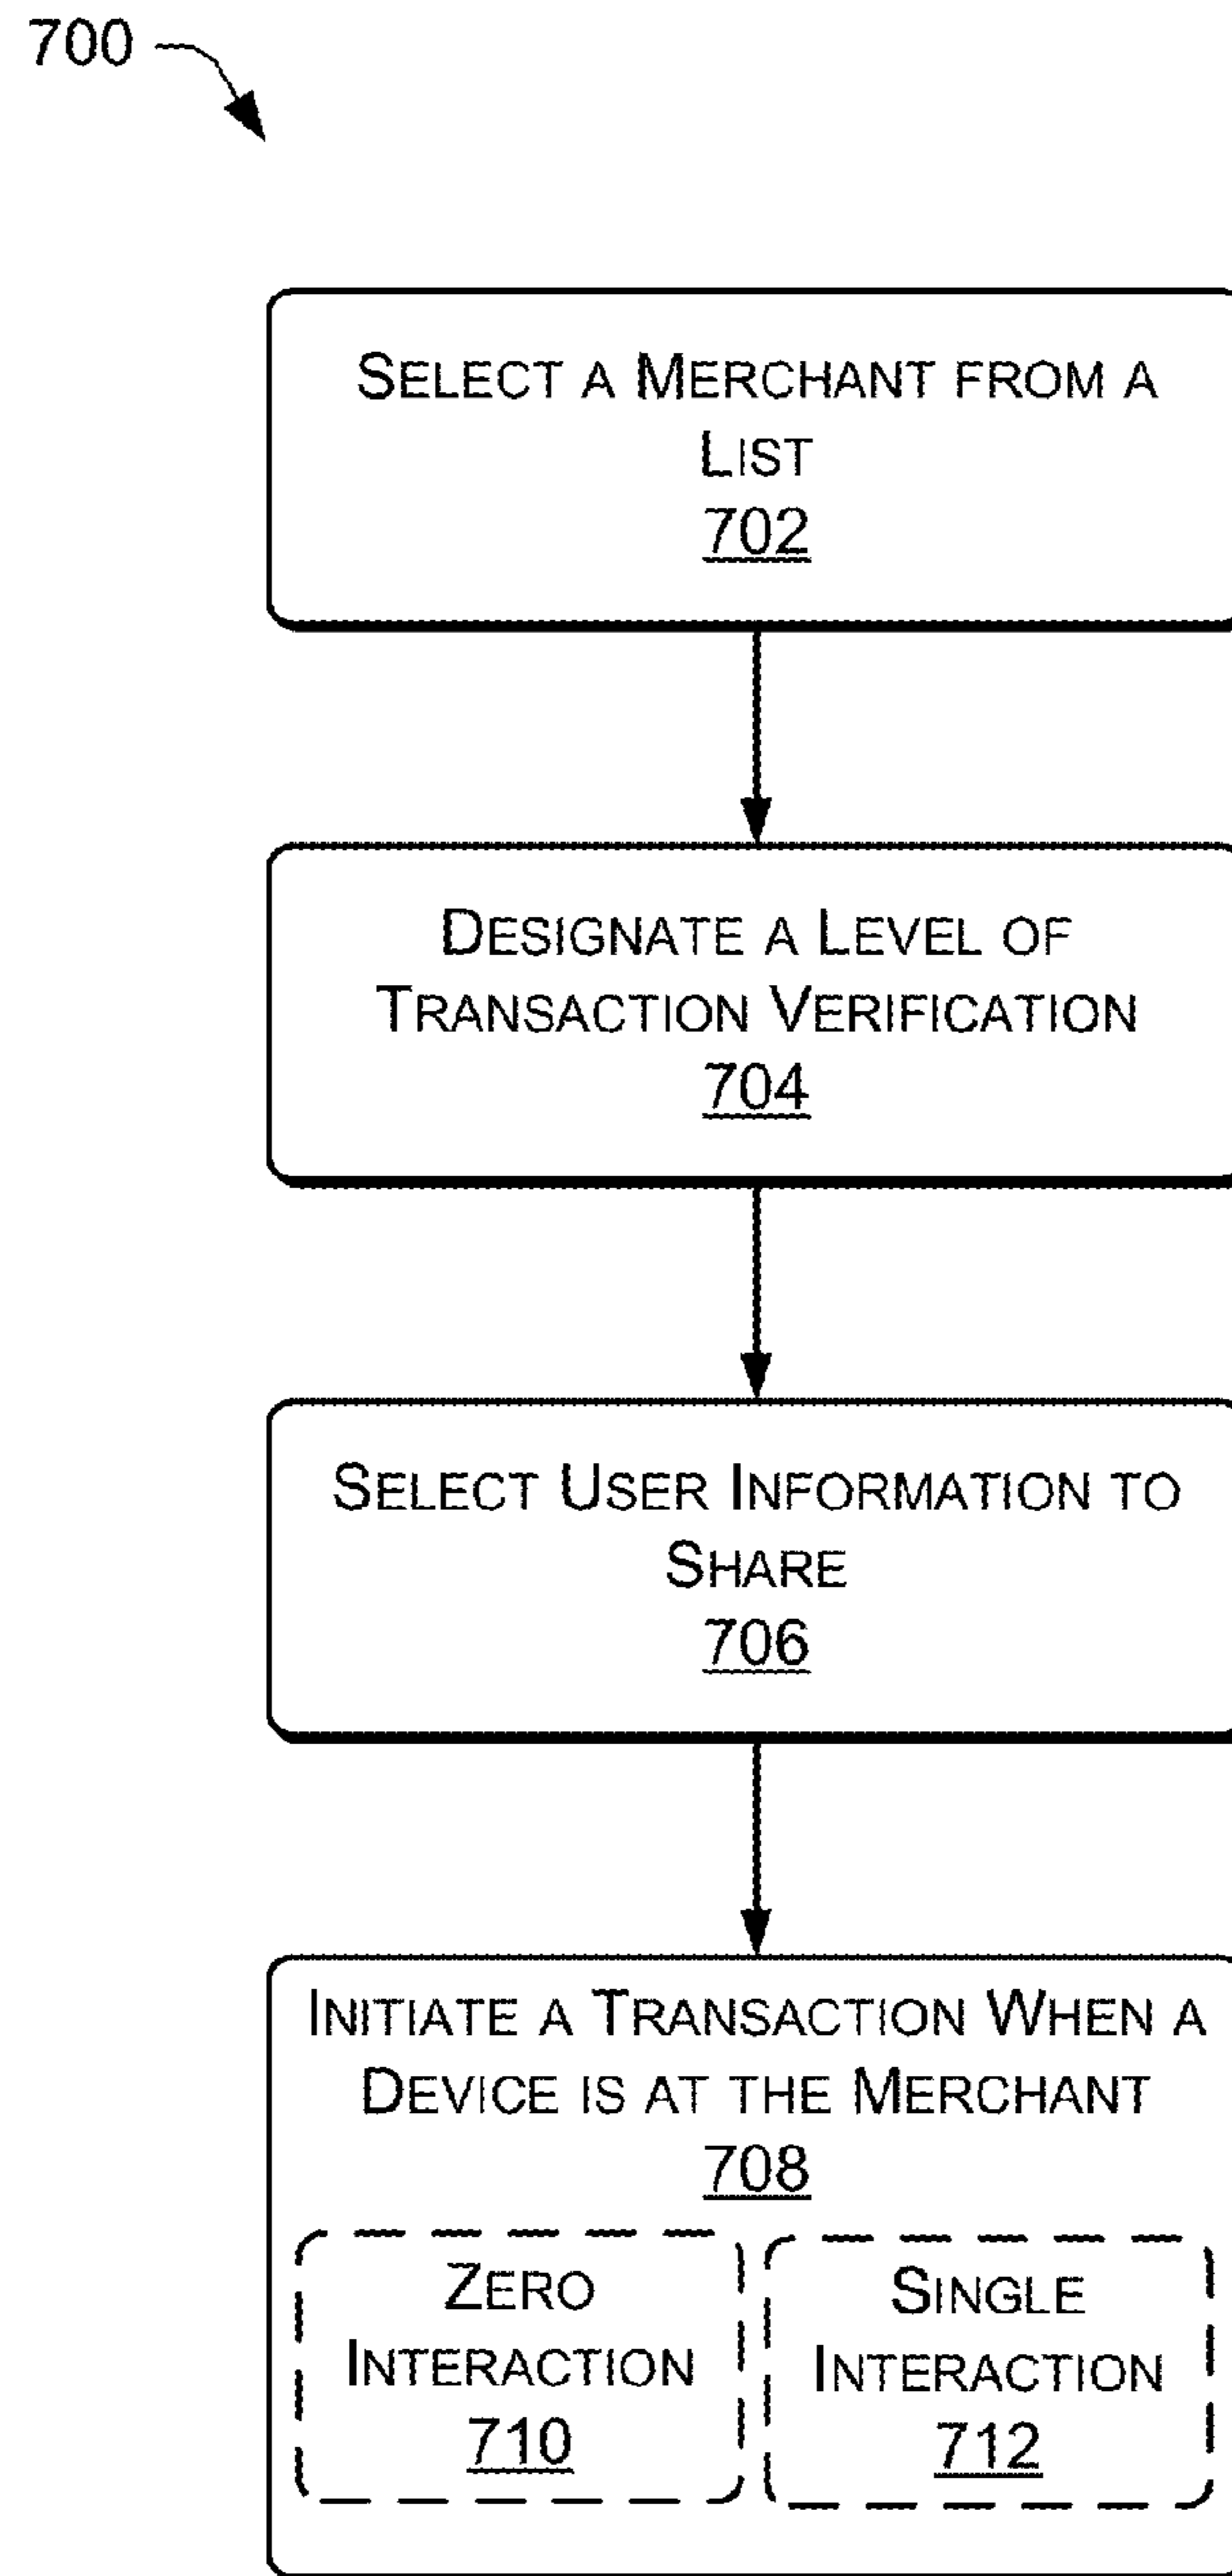 700
SELECT A MERCHANT FROM A
LIST
702
DESIGNATE A LEVEL OF
TRANSACTION VERIFICATION
704
SELECT USER INFORMATION TO
SHARE
706
INITIATE A TRANSACTION WHEN A
DEVICE IS AT THE MERCHANT
708
ZERO
INTERACTION
710
SINGLE
INTERACTION
712